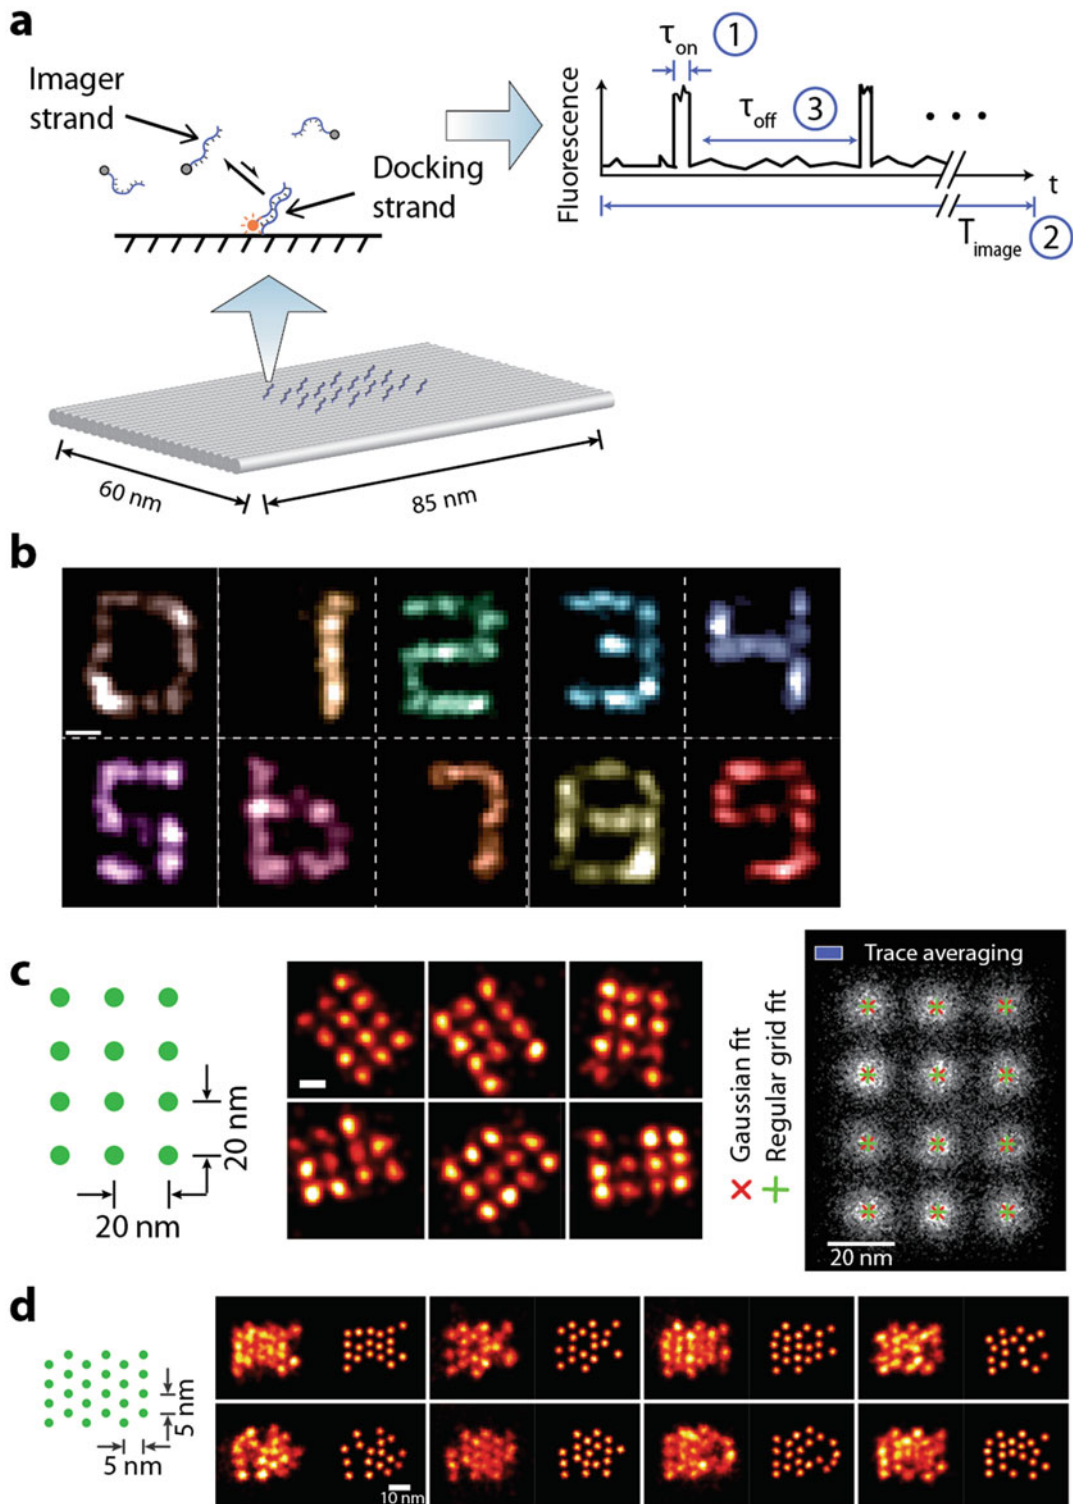 a
Imager
strand
Docking
strand
τon 1
Fluorescence
τoff 3
t
Timage 2
60 nm
85 nm
b
c
20 nm
20 nm
Gaussian fit
Regular grid fit
Trace averaging
20 nm
d
5 nm
5 nm
10 nm